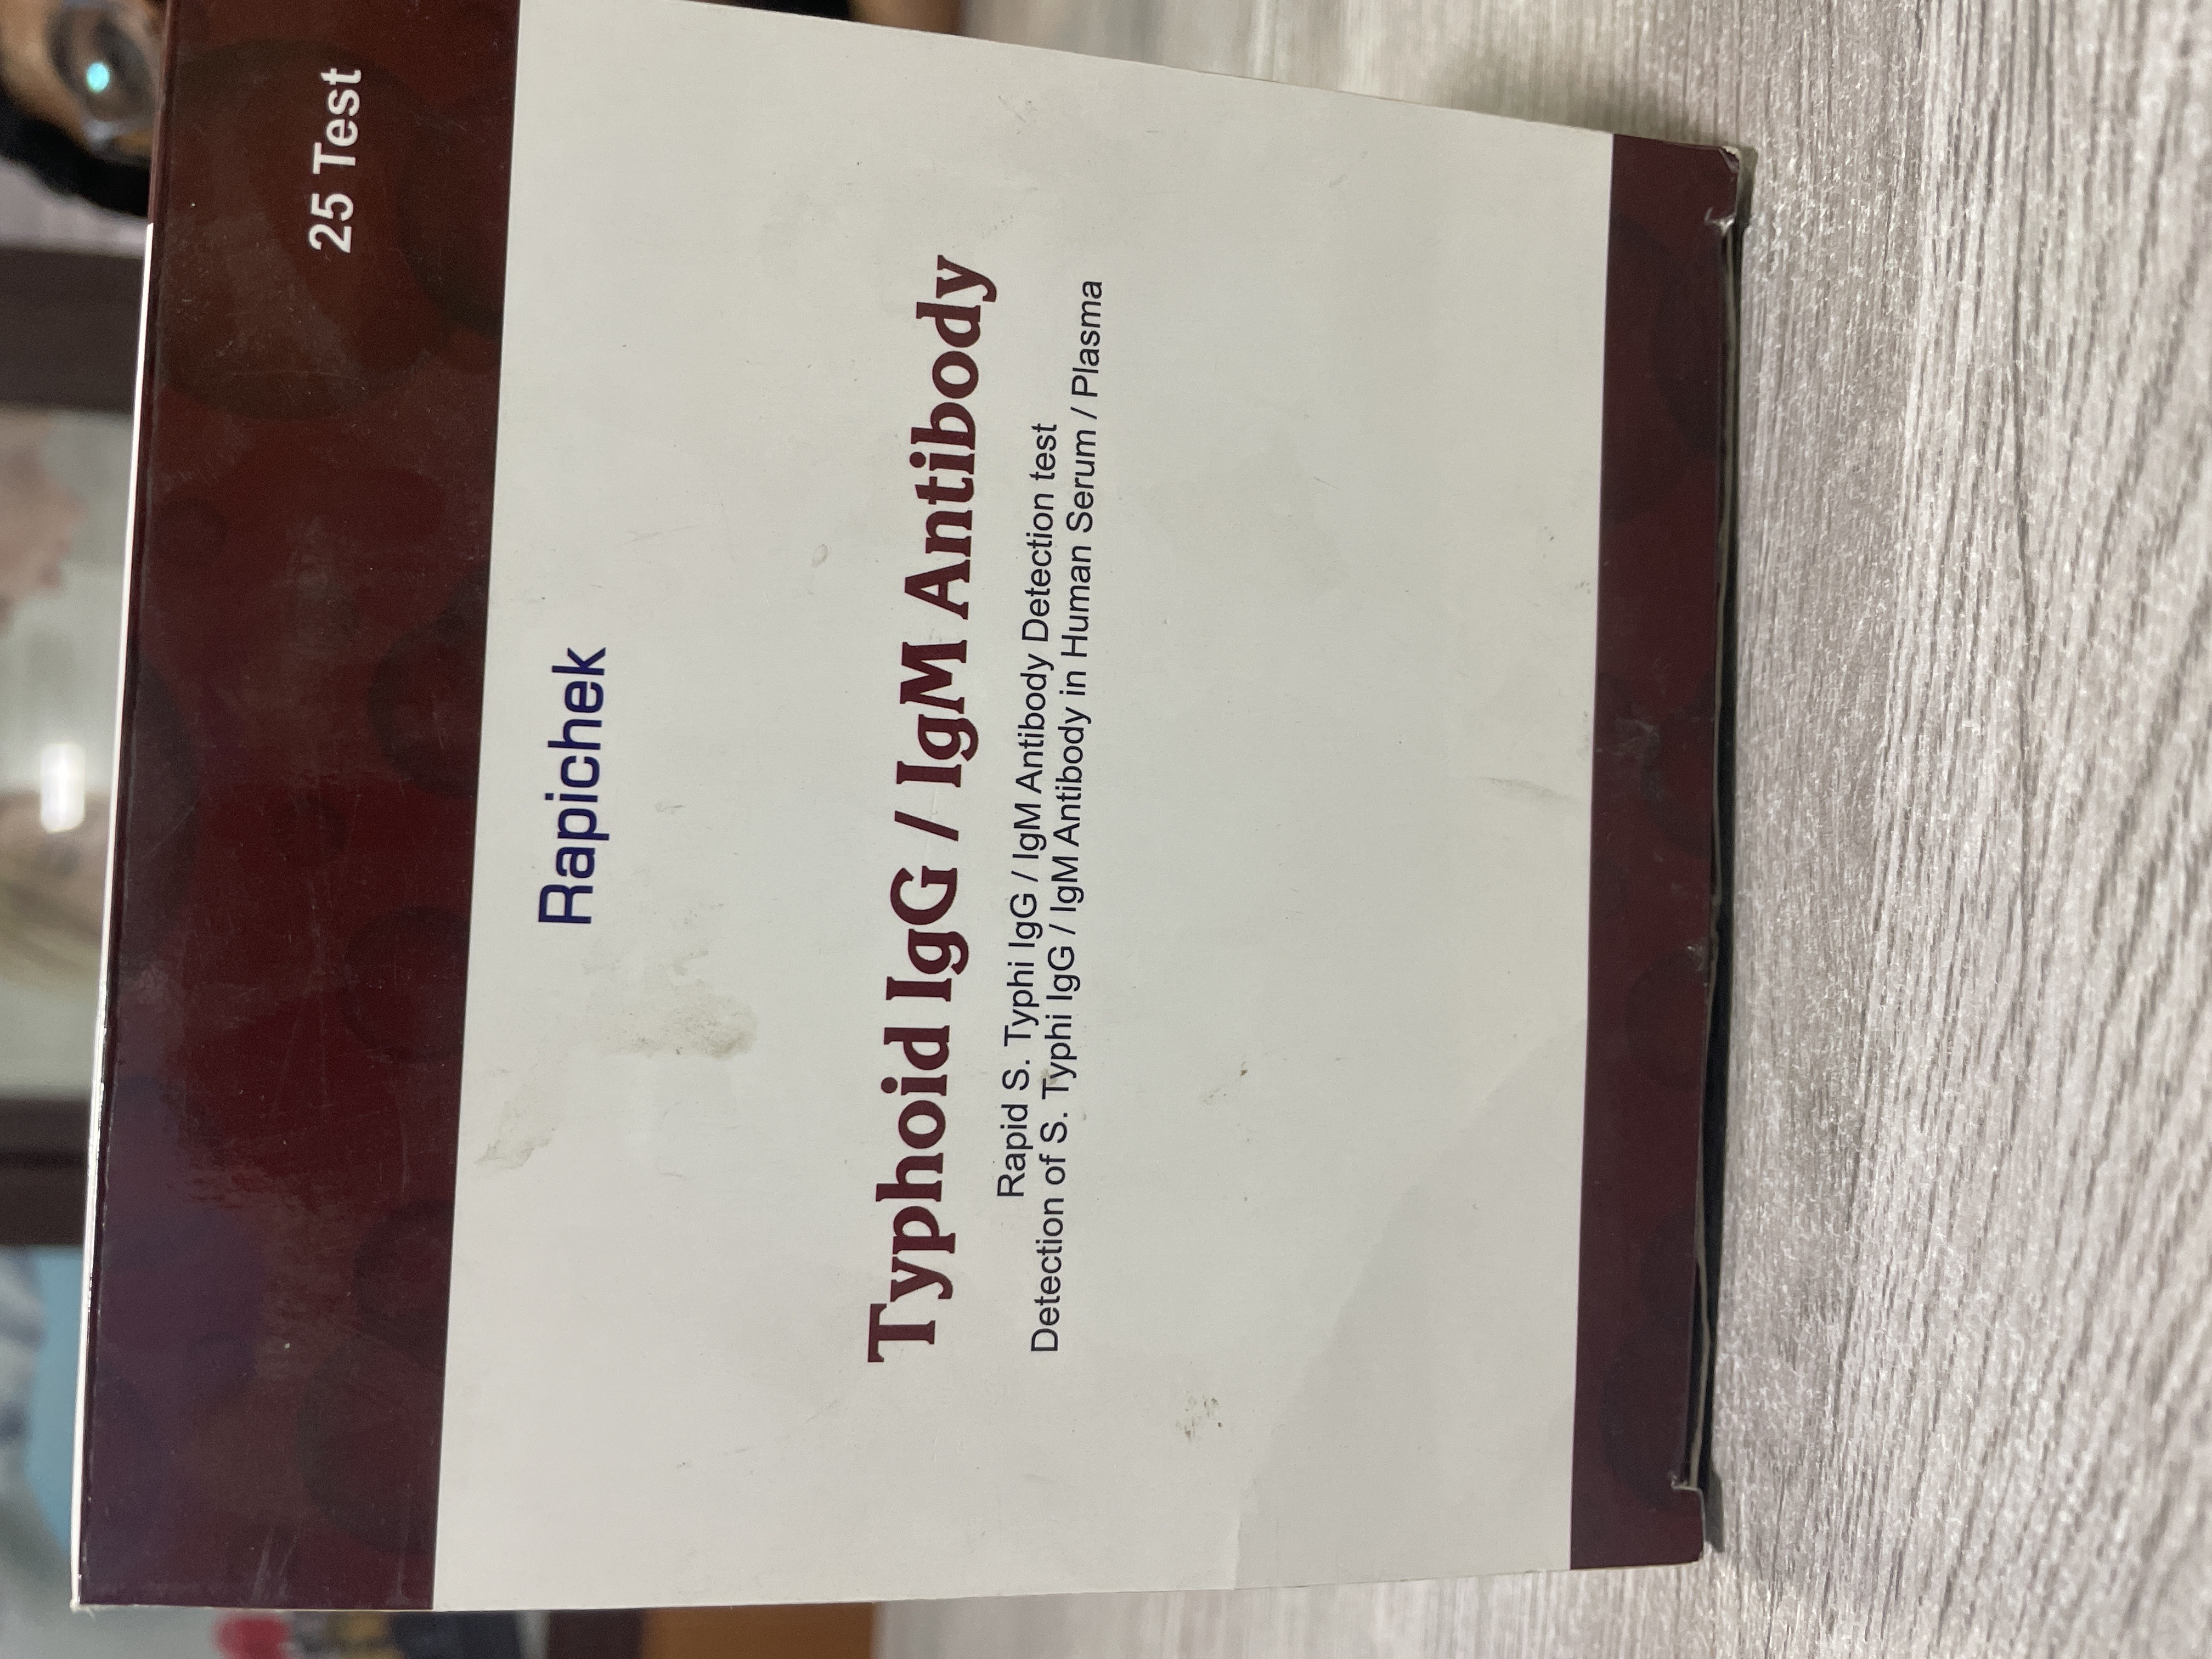 25 Test
Rapichek
Typhoid IgG / IgM Antibody
Rapid S. Typhi IgG / IgM Antibody Detection test
Detection of S. Typhi IgG / IgM Antibody in Human Serum / Plasma